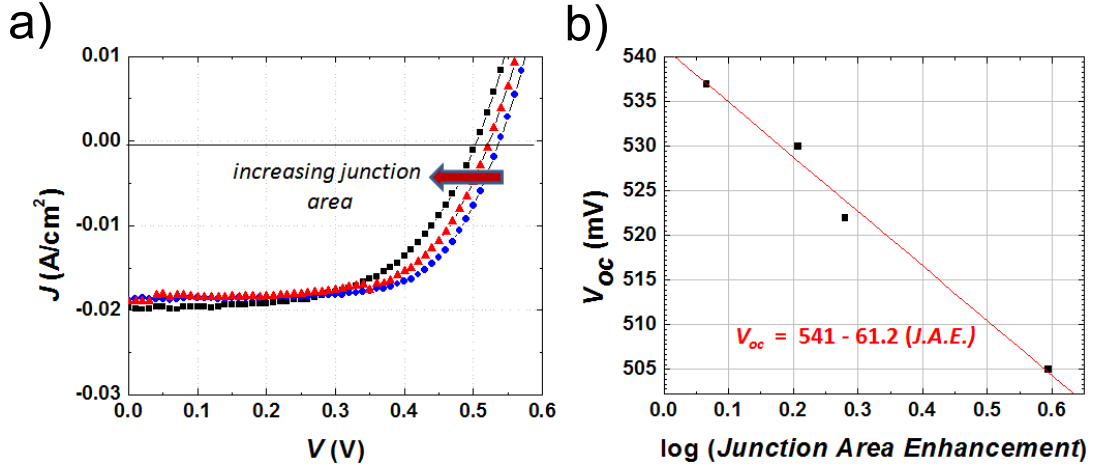 a)
0.01
0.00
-0.01
-0.02
-0.03
J (A/cm²)
increasing junction
area
0.0 0.1 0.2 0.3 0.4 0.5 0.6
V (V)
b)
540
535
530
525
520
515
510
505
Voc (mV)
Voc = 541 - 61.2 (J.A.E.)
0.0 0.1 0.2 0.3 0.4 0.5 0.6
log (Junction Area Enhancement)